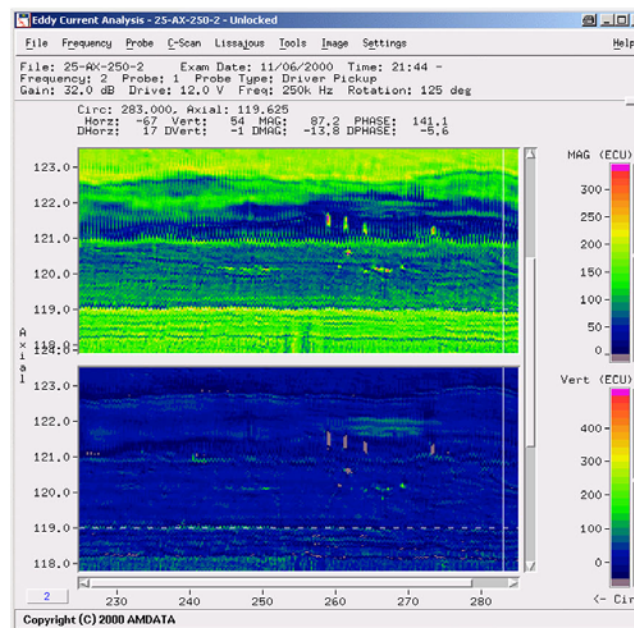 Eddy Current Analysis - 25-AX-250-2 - Unlocked
File Frequency Probe C-Scan Lissajous Tools Image Settings Help
File: 25-AX-250-2 Exam Date: 11/06/2000 Time: 21:44 -
Frequency: 2 Probe: 1 Probe Type: Driver Pickup
Gain: 32.0 dB Drive: 12.0 V Freq: 250k Hz Rotation: 125 deg
Circ: 283.000, Axial: 119.625
Horz: -67 Vert: 54 MAG: 87.2 PHASE: 141.1
DHorz: 17 DVert: -1 DMAG: -13.8 DPHASE: -5.6
MAG (ECU)
123.0
122.0
121.0
120.0
119.0
118.0
300
250
200
150
100
50
0
Axial
124.0
123.0
122.0
121.0
120.0
119.0
118.0
Vert (ECU)
400
300
200
100
0
230 240 250 260 270 280
<- Cir
2
Copyright (C) 2000 AMDATA